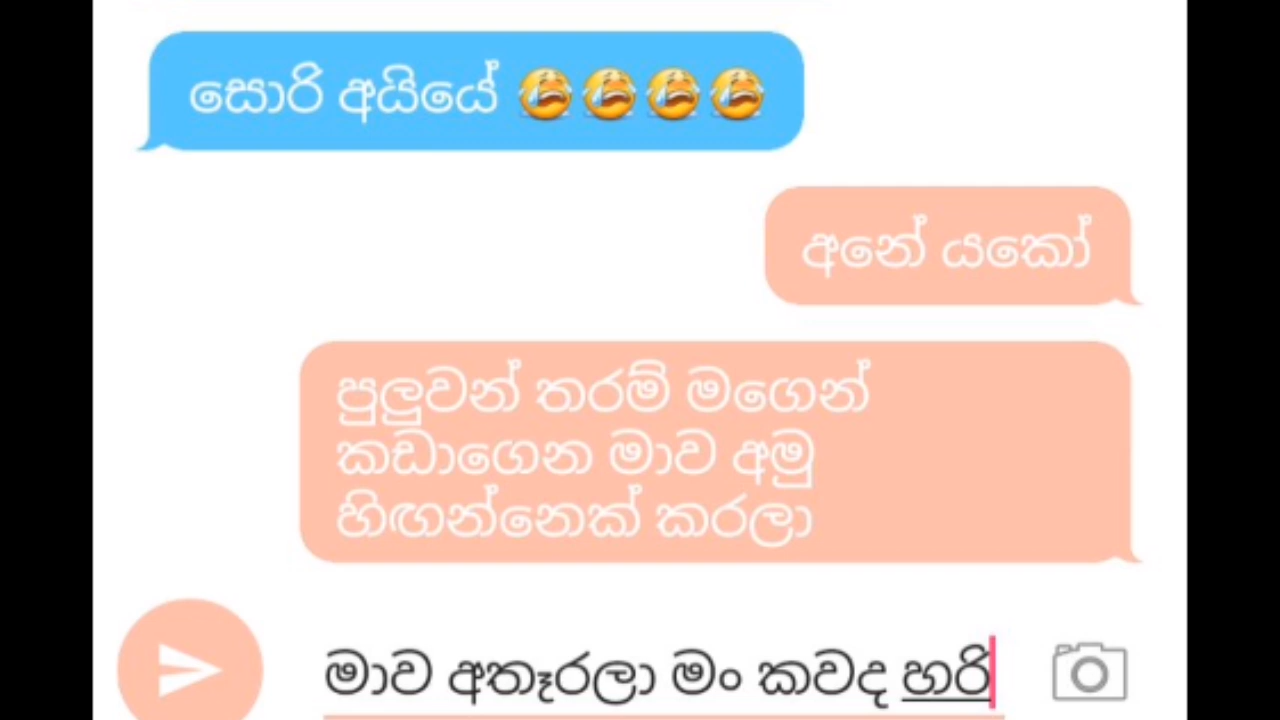 සොරි අයියේ 😭😭😭😭
අනේ යකෝ
පුලුවන් තරම් මගෙන්
කඩාගෙන මාව අමු
හිඟන්නෙක් කරලා
මාව අතෑරලා මං කවද හරි